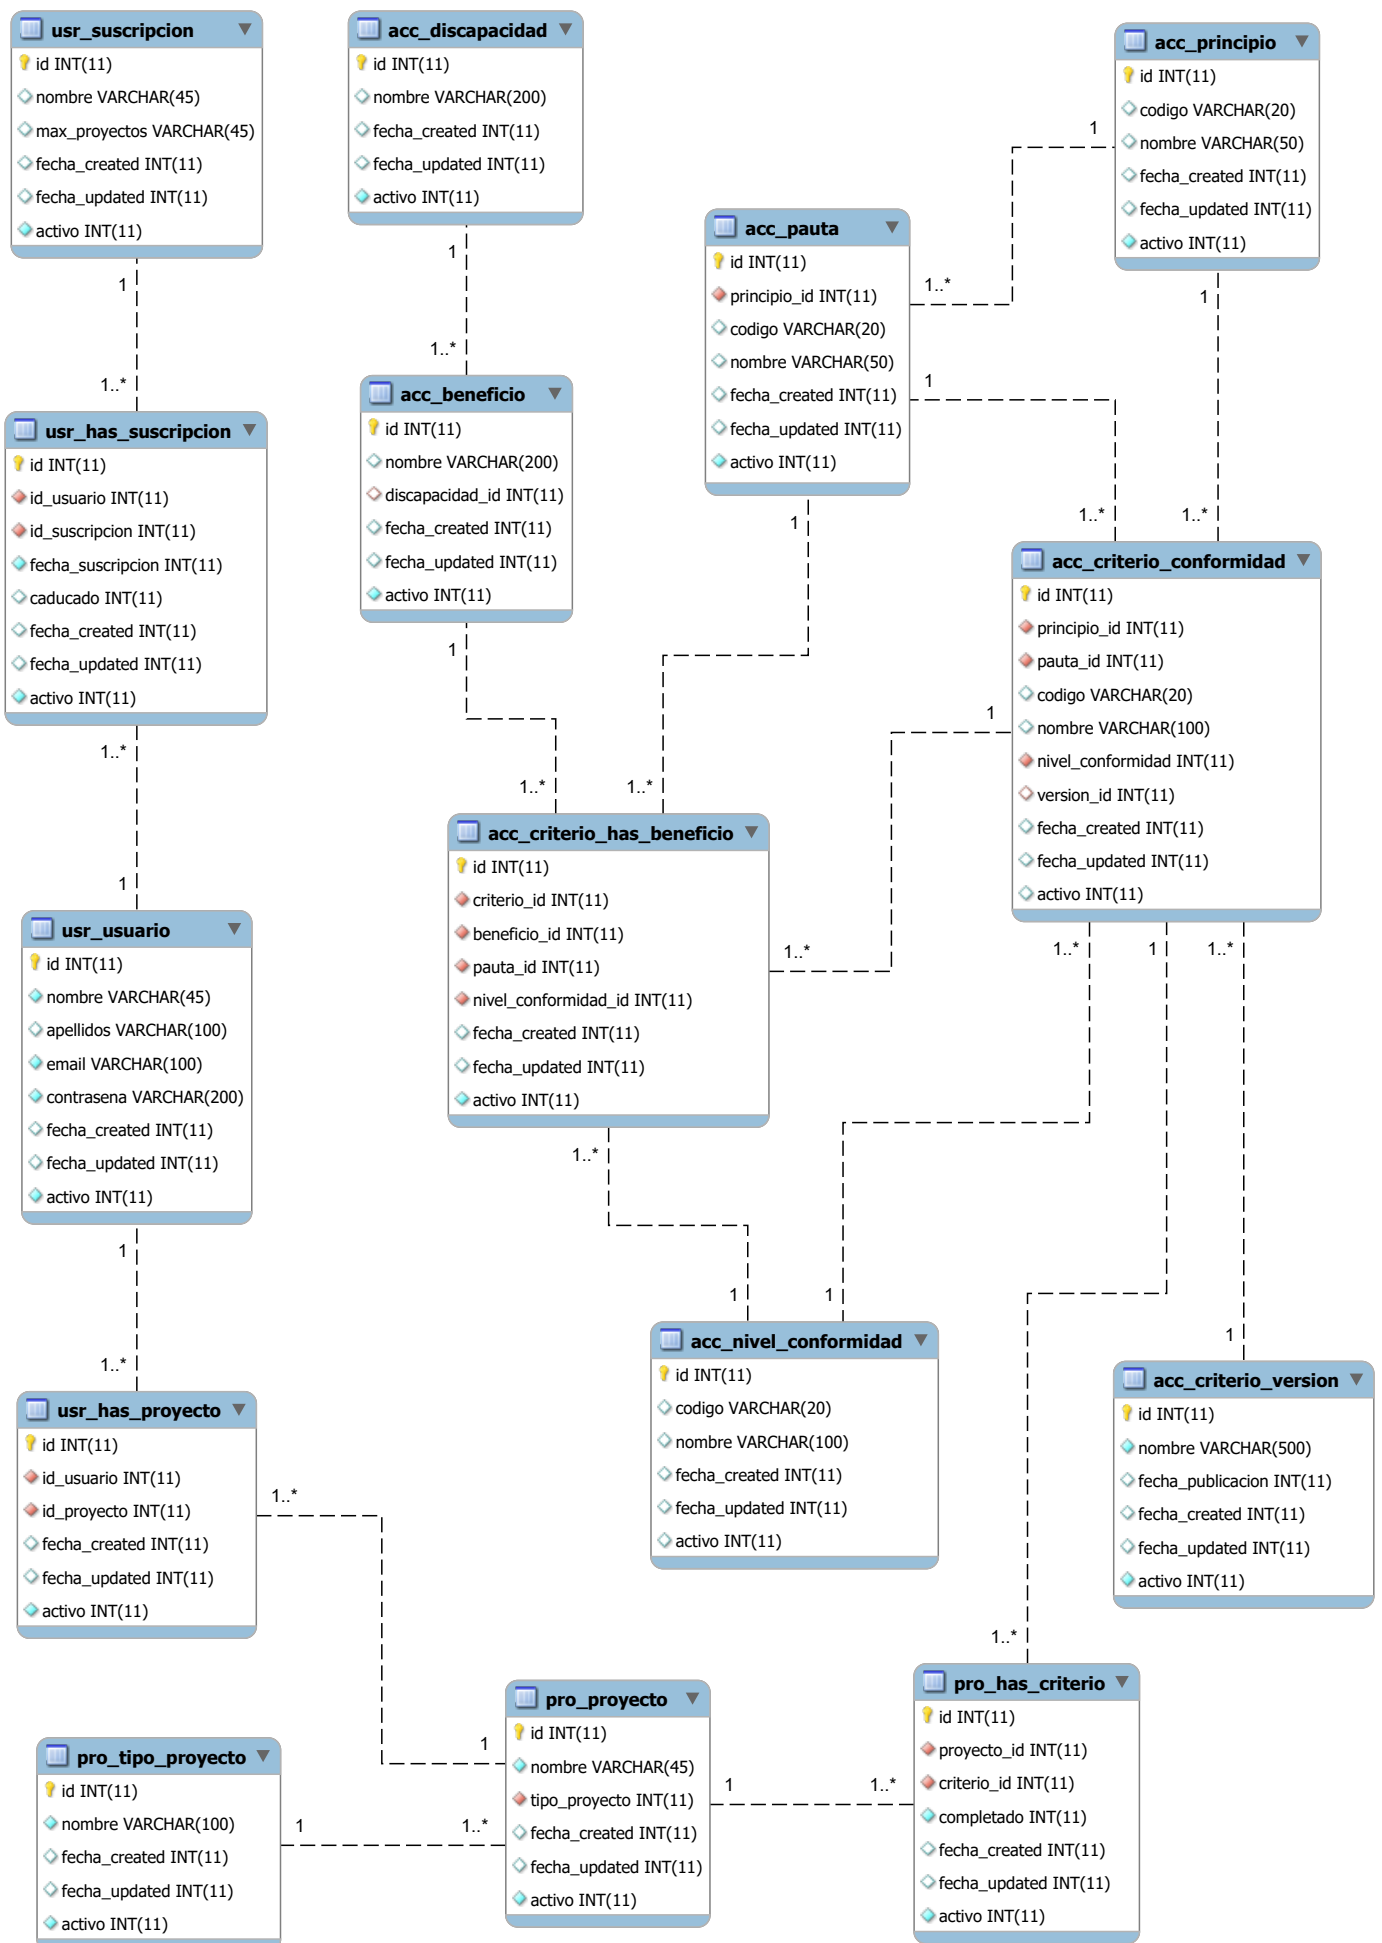 usr_suscripcion
id INT(11)
nombre VARCHAR(45)
max_proyectos VARCHAR(45)
fecha_created INT(11)
fecha_updated INT(11)
activo INT(11)
1
1..*
acc_discapacidad
id INT(11)
nombre VARCHAR(200)
fecha_created INT(11)
fecha_updated INT(11)
activo INT(11)
1
1..*
acc_principio
id INT(11)
codigo VARCHAR(20)
nombre VARCHAR(50)
fecha_created INT(11)
fecha_updated INT(11)
activo INT(11)
1
1..*
1
1..*
acc_pauta
id INT(11)
principio_id INT(11)
codigo VARCHAR(20)
nombre VARCHAR(50)
fecha_created INT(11)
fecha_updated INT(11)
activo INT(11)
1
1..*
1
1..*
acc_beneficio
id INT(11)
nombre VARCHAR(200)
discapacidad_id INT(11)
fecha_created INT(11)
fecha_updated INT(11)
activo INT(11)
1
1..*
usr_has_suscripcion
id INT(11)
id_usuario INT(11)
id_suscripcion INT(11)
fecha_suscripcion INT(11)
caducado INT(11)
fecha_created INT(11)
fecha_updated INT(11)
activo INT(11)
1..*
1
acc_criterio_conformidad
id INT(11)
principio_id INT(11)
pauta_id INT(11)
codigo VARCHAR(20)
nombre VARCHAR(100)
nivel_conformidad INT(11)
version_id INT(11)
fecha_created INT(11)
fecha_updated INT(11)
activo INT(11)
1
1..*
1..*
1
1..*
acc_criterio_has_beneficio
id INT(11)
criterio_id INT(11)
beneficio_id INT(11)
pauta_id INT(11)
nivel_conformidad_id INT(11)
fecha_created INT(11)
fecha_updated INT(11)
activo INT(11)
1..*
1
1
1
usr_usuario
id INT(11)
nombre VARCHAR(45)
apellidos VARCHAR(100)
email VARCHAR(100)
contrasena VARCHAR(200)
fecha_created INT(11)
fecha_updated INT(11)
activo INT(11)
1
1..*
acc_nivel_conformidad
id INT(11)
codigo VARCHAR(20)
nombre VARCHAR(100)
fecha_created INT(11)
fecha_updated INT(11)
activo INT(11)
acc_criterio_version
id INT(11)
nombre VARCHAR(500)
fecha_publicacion INT(11)
fecha_created INT(11)
fecha_updated INT(11)
activo INT(11)
usr_has_proyecto
id INT(11)
id_usuario INT(11)
id_proyecto INT(11)
fecha_created INT(11)
fecha_updated INT(11)
activo INT(11)
1..*
1
1..*
pro_proyecto
id INT(11)
nombre VARCHAR(45)
tipo_proyecto INT(11)
fecha_created INT(11)
fecha_updated INT(11)
activo INT(11)
1
1..*
pro_has_criterio
id INT(11)
proyecto_id INT(11)
criterio_id INT(11)
completado INT(11)
fecha_created INT(11)
fecha_updated INT(11)
activo INT(11)
pro_tipo_proyecto
id INT(11)
nombre VARCHAR(100)
fecha_created INT(11)
fecha_updated INT(11)
activo INT(11)
1
1..*